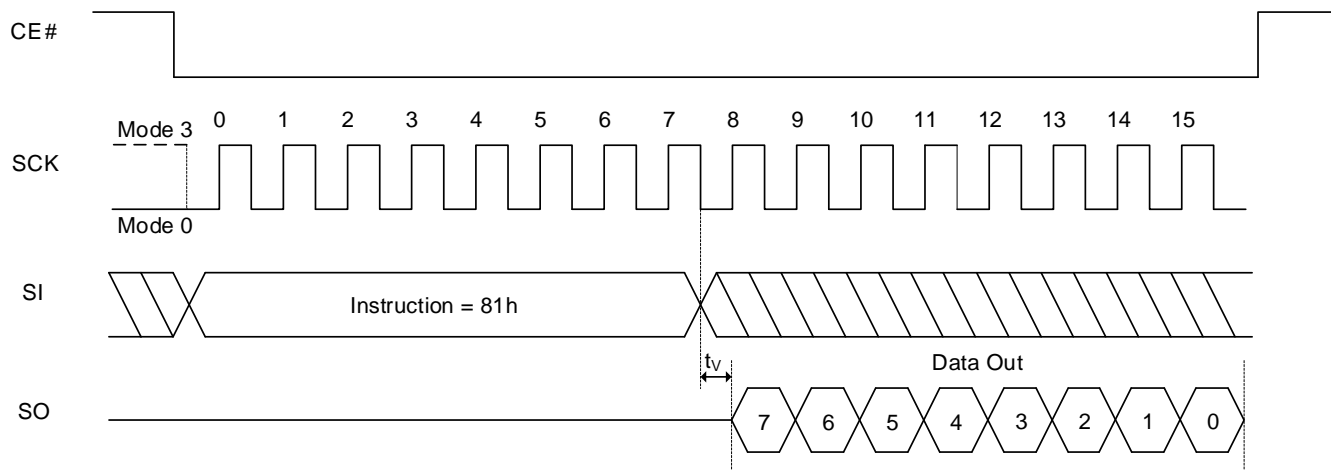 CE#
Mode 3
0 1 2 3 4 5 6 7 8 9 10 11 12 13 14 15
SCK
Mode 0
SI
Instruction = 81h
tV
Data Out
SO
7 6 5 4 3 2 1 0